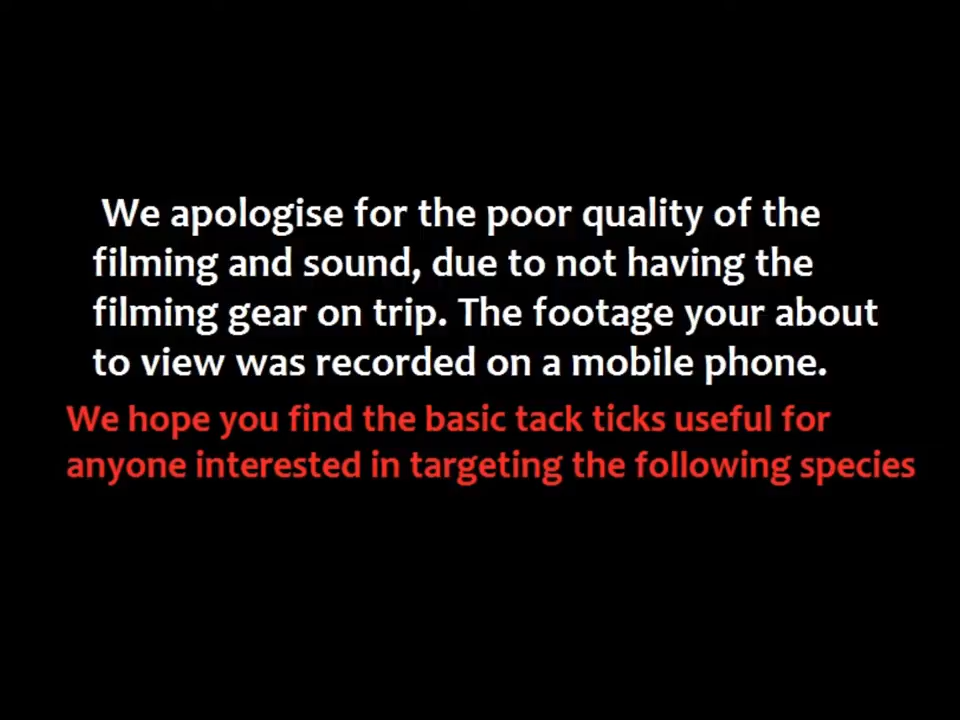 We apologise for the poor quality of the
filming and sound, due to not having the
filming gear on trip. The footage your about
to view was recorded on a mobile phone.
We hope you find the basic tack ticks useful for
anyone interested in targeting the following species